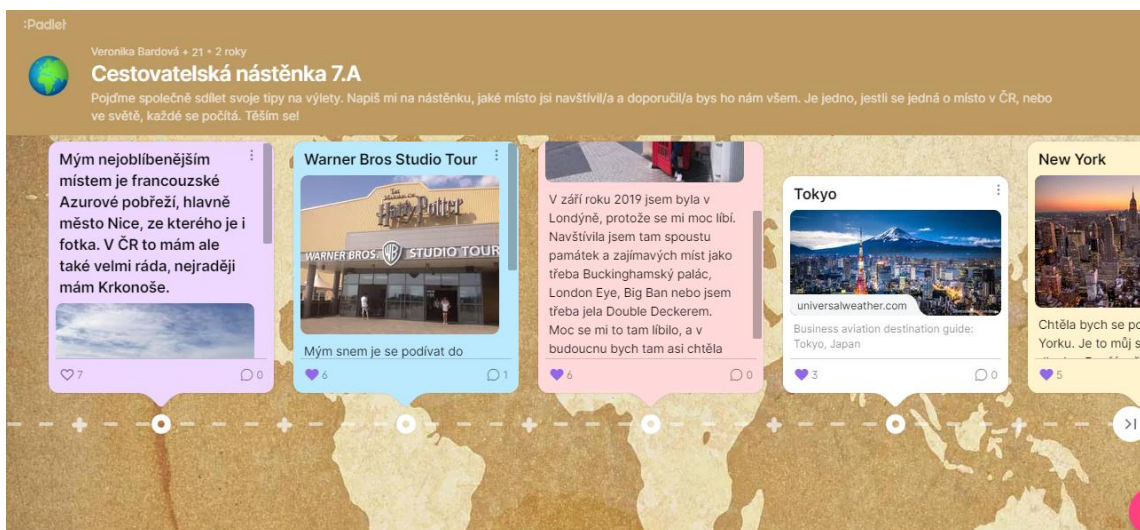 :Padlet
Veronika Bardová + 21 • 2 roky
Cestovatelská nástěnka 7.A
Pojďme společně sdílet svoje tipy na výlety. Napiš mi na nástěnku, jaké místo jsi navštívil/a a doporučil/a bys ho nám všem. Je jedno, jestli se jedná o místo v ČR, nebo
ve světě, každé se počítá. Těším se!
Mým nejoblíbenějším
místem je francouzské
Azurové pobřeží, hlavně
město Nice, ze kterého je i
fotka. V ČR to mám ale
také velmi ráda, nejraději
mám Krkonoše.
7
0
Warner Bros Studio Tour
THE
MAKING OF
Harry Potter
WARNER BROS. WB STUDIO TOUR
Mým snem je se podívat do
6
1
V září roku 2019 jsem byla v
Londýně, protože se mi moc líbí.
Navštívila jsem tam spoustu
památek a zajímavých míst jako
třeba Buckinghamský palác,
London Eye, Big Ban nebo jsem
třeba jela Double Deckerem.
Moc se mi to tam líbilo, a v
budoucnu bych tam asi chtěla
6
0
Tokyo
universalweather.com
Business aviation destination guide:
Tokyo, Japan
3
0
New York
Chtěla bych se po
Yorku. Je to můj s
5